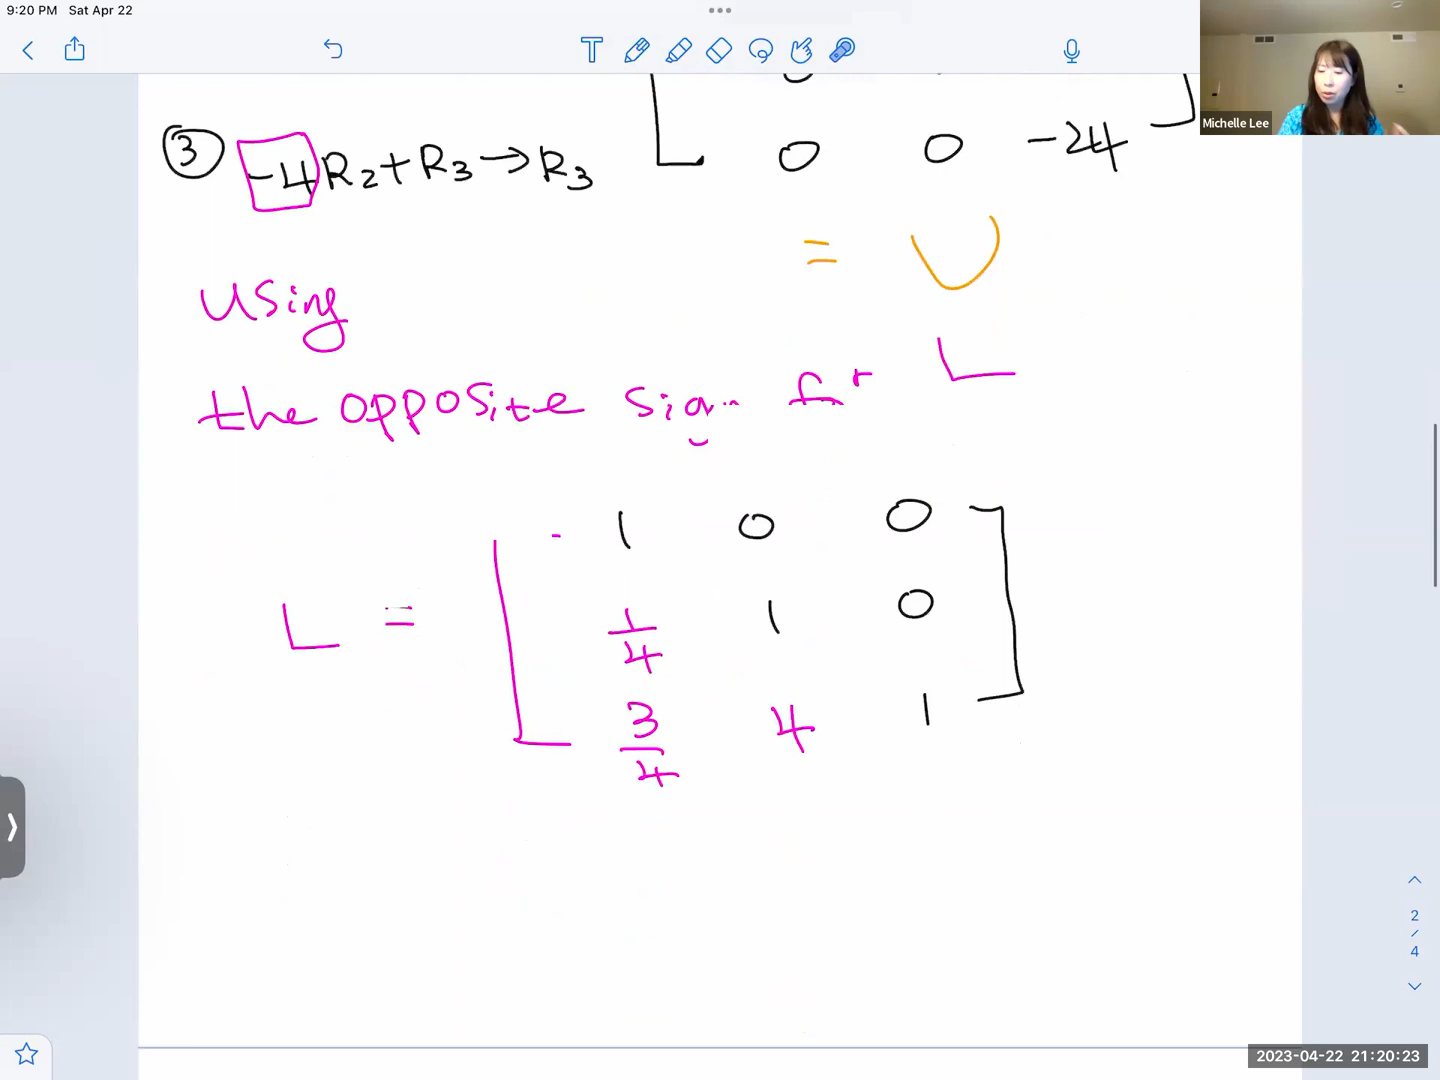 9:20 PM Sat Apr 22
Michelle Lee
③ -4R₂+R₃→R₃
0 0 -24
= U
Using
the opposite sign for L
1 0 0
L = 1/4 1 0
3/4 4 1
2
/
4
2023-04-22 21:20:23